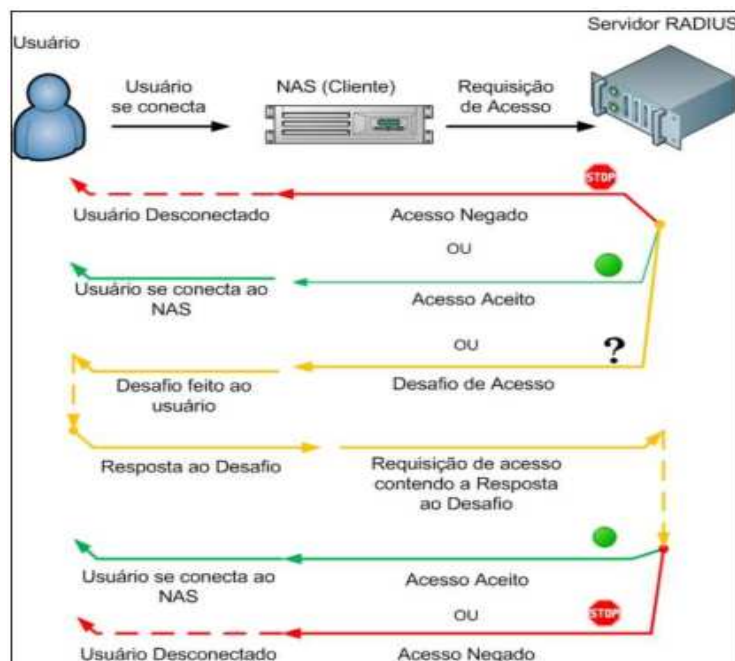 Servidor RADIUS
Usuário
Usuário
se conecta
NAS (Cliente)
Requisição
de Acesso
STOP
Usuário Desconectado
Acesso Negado
OU
Usuário se conecta ao
NAS
Acesso Aceito
OU
?
Desafio feito ao
usuário
Desafio de Acesso
Resposta ao Desafio
Requisição de acesso
contendo a Resposta
ao Desafio
Usuário se conecta ao
NAS
Acesso Aceito
OU
STOP
Usuário Desconectado
Acesso Negado